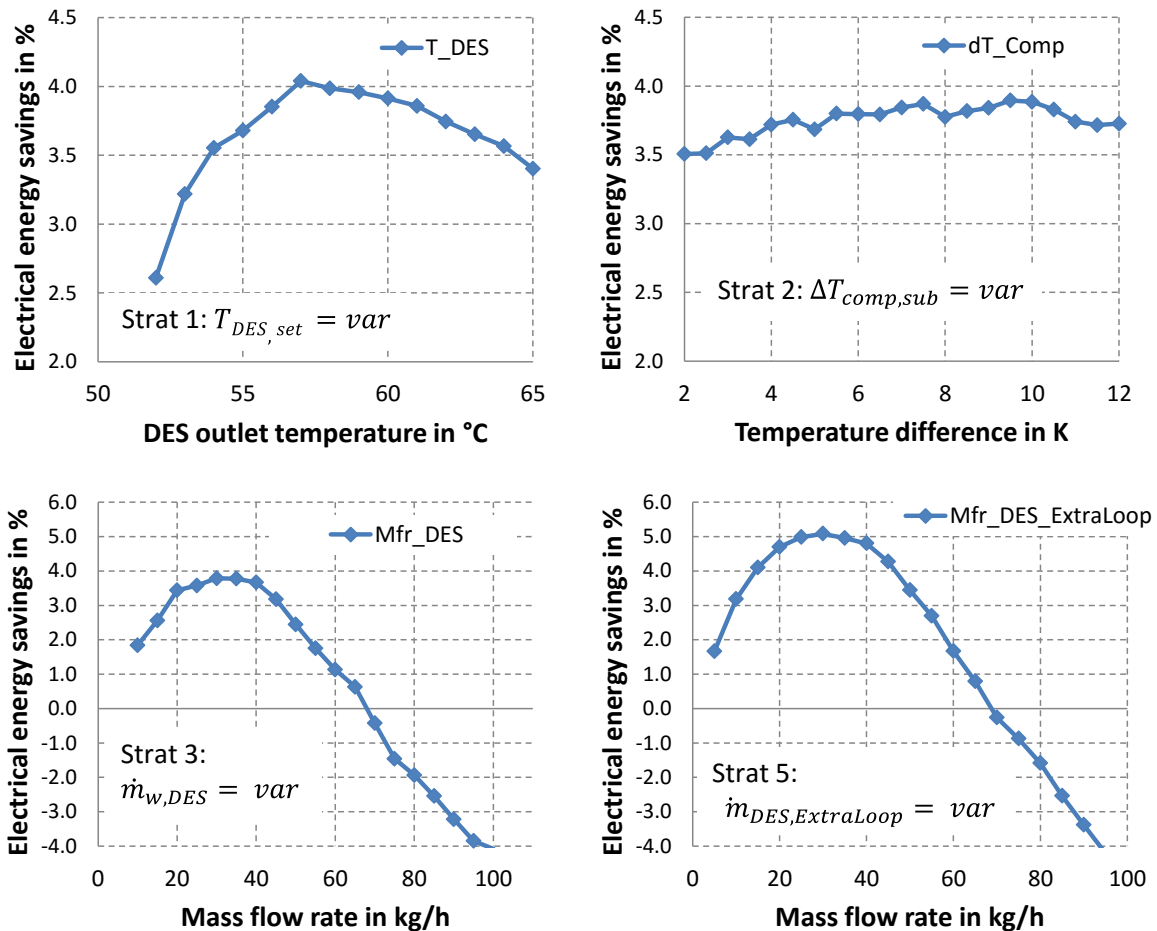 Electrical energy savings in %
4.5
4.0
3.5
3.0
2.5
2.0
T_DES
Strat 1: T_DES, set = var
50 55 60 65
DES outlet temperature in °C
Electrical energy savings in %
4.5
4.0
3.5
3.0
2.5
2.0
dT_Comp
Strat 2: ΔT_comp,sub = var
2 4 6 8 10 12
Temperature difference in K
Electrical energy savings in %
6.0
5.0
4.0
3.0
2.0
1.0
0.0
-1.0
-2.0
-3.0
-4.0
Mfr_DES
Strat 3:
ṁ_w,DES = var
0 20 40 60 80 100
Mass flow rate in kg/h
Electrical energy savings in %
6.0
5.0
4.0
3.0
2.0
1.0
0.0
-1.0
-2.0
-3.0
-4.0
Mfr_DES_ExtraLoop
Strat 5:
ṁ_DES,ExtraLoop = var
0 20 40 60 80 100
Mass flow rate in kg/h